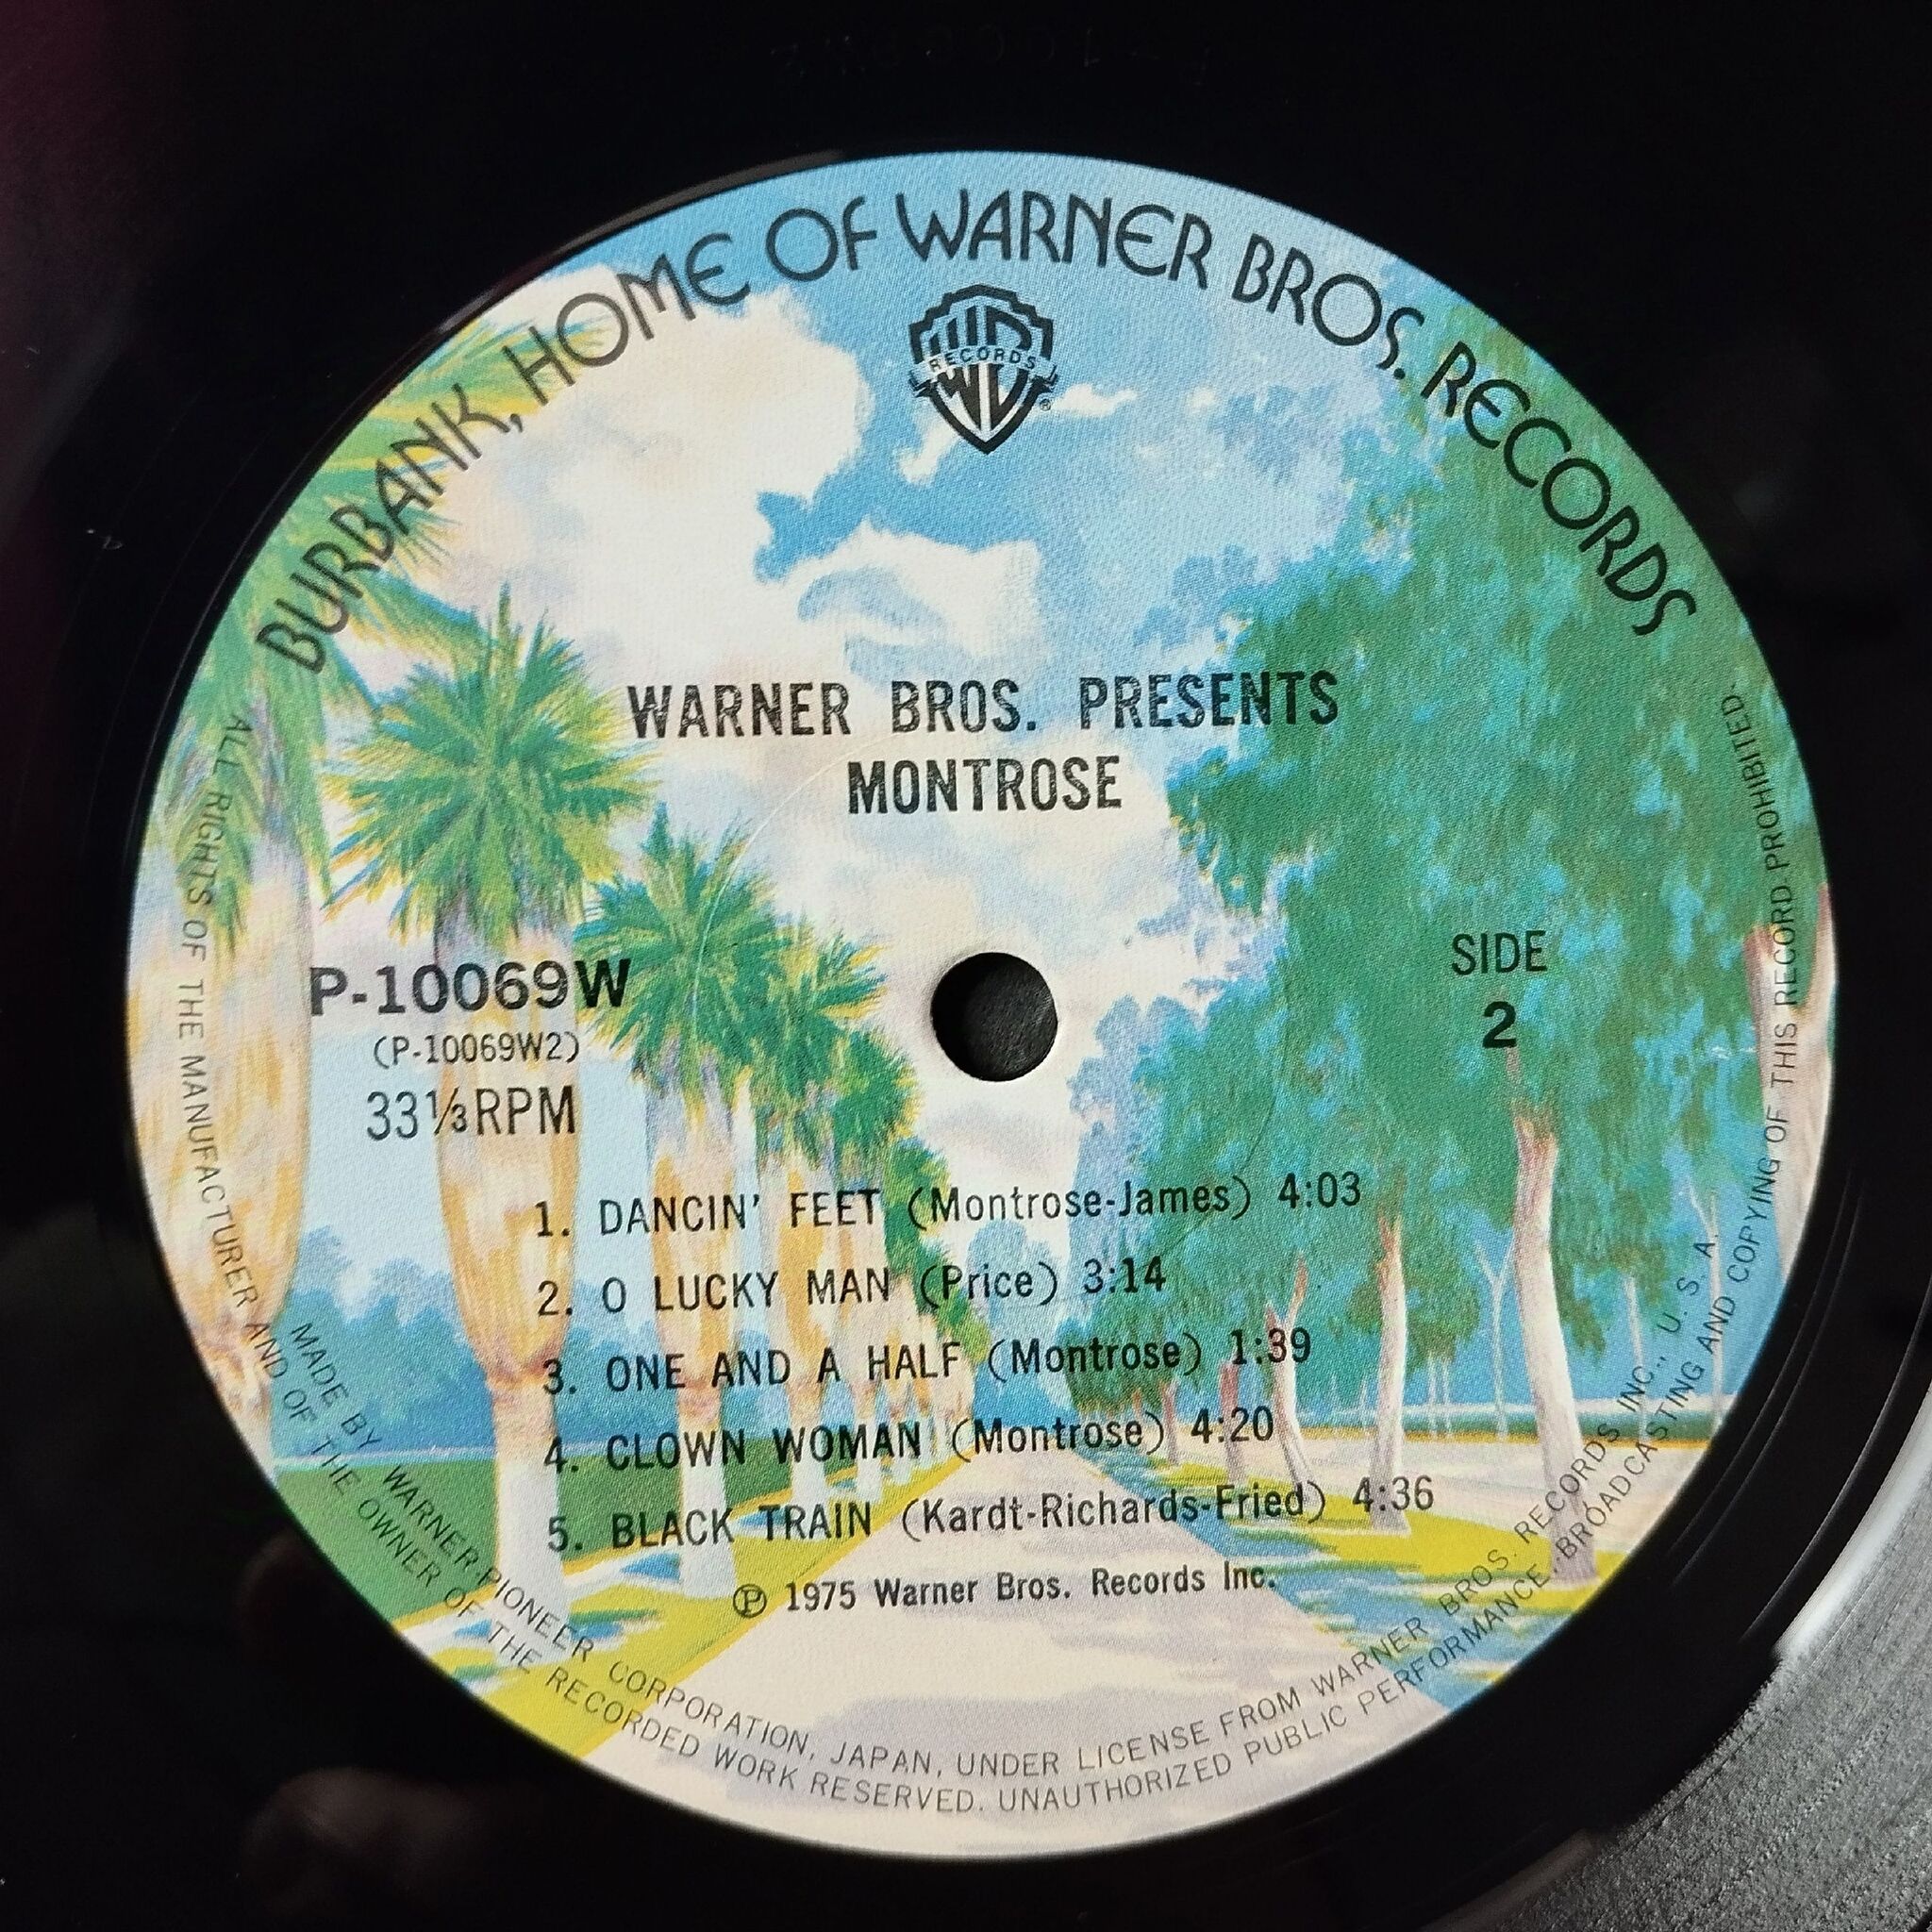 BURBANK, HOME OF WARNER BROS. RECORDS
RECORDS
WARNER BROS. PRESENTS
MONTROSE
P-10069W
(P-10069W2)
33 1/3 RPM
SIDE
2
1. DANCIN' FEET (Montrose-James) 4:03
2. O LUCKY MAN (Price) 3:14
3. ONE AND A HALF (Montrose) 1:39
4. CLOWN WOMAN (Montrose) 4:20
5. BLACK TRAIN (Kardt-Richards-Fried) 4:36
Ⓟ 1975 Warner Bros. Records Inc.
MADE BY WARNER-PIONEER CORPORATION, JAPAN, UNDER LICENSE FROM WARNER BROS. RECORDS INC., U. S. A.
ALL RIGHTS OF THE MANUFACTURER AND OF THE OWNER OF THE RECORDED WORK RESERVED. UNAUTHORIZED PUBLIC PERFORMANCE, BROADCASTING AND COPYING OF THIS RECORD PROHIBITED.